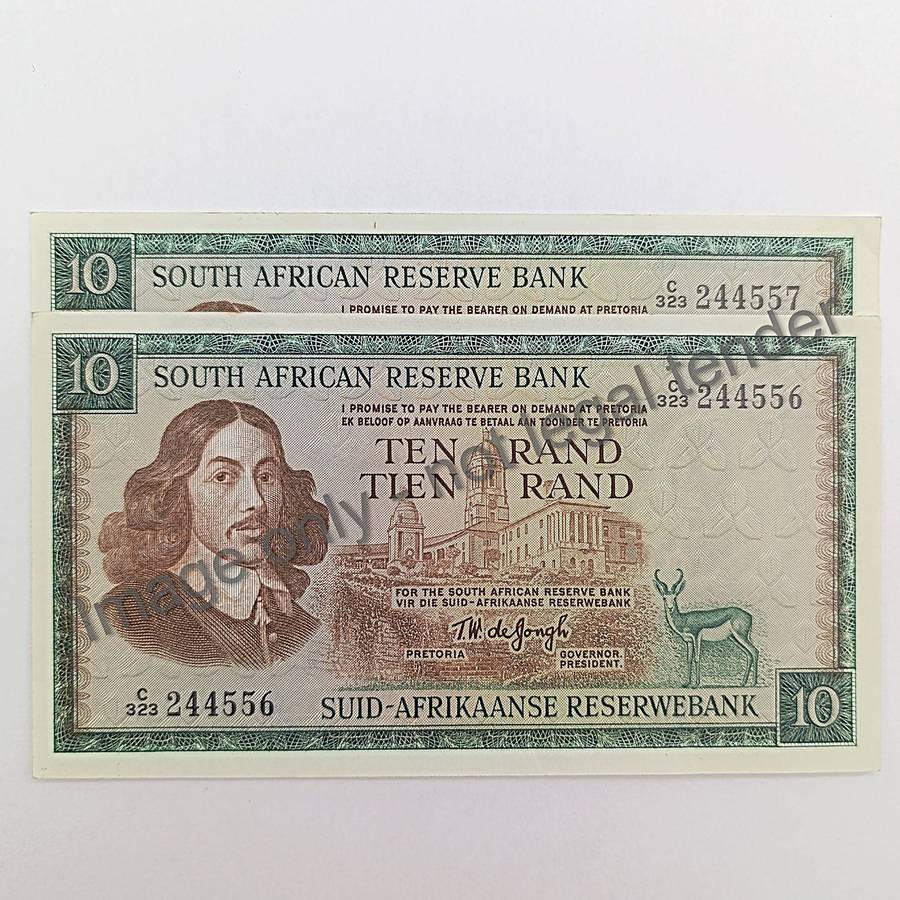 10
SOUTH AFRICAN RESERVE BANK
C/323 244557
I PROMISE TO PAY THE BEARER ON DEMAND AT PRETORIA
10
SOUTH AFRICAN RESERVE BANK
C/323 244556
I PROMISE TO PAY THE BEARER ON DEMAND AT PRETORIA
EK BELOOF OP AANVRAAG TE BETAAL AAN TOONDER TE PRETORIA
TEN RAND
TIEN RAND
FOR THE SOUTH AFRICAN RESERVE BANK
VIR DIE SUID-AFRIKAANSE RESERWEBANK
T.W. de Jongh
PRETORIA
GOVERNOR.
PRESIDENT.
C/323 244556
SUID-AFRIKAANSE RESERWEBANK
10
Image only - not legal tender